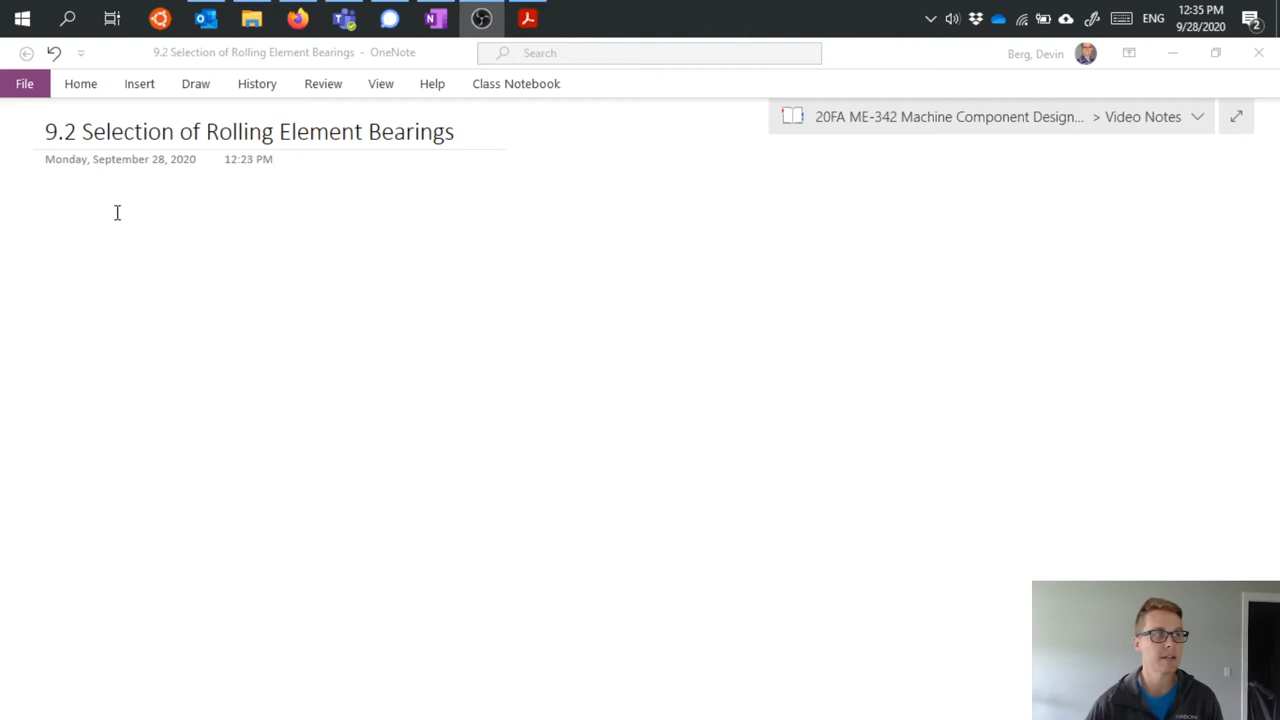 12:35 PM
ENG
9/28/2020
2
9.2 Selection of Rolling Element Bearings - OneNote
Search
Berg, Devin
File Home Insert Draw History Review View Help Class Notebook
9.2 Selection of Rolling Element Bearings
20FA ME-342 Machine Component Design... > Video Notes
Monday, September 28, 2020 12:23 PM